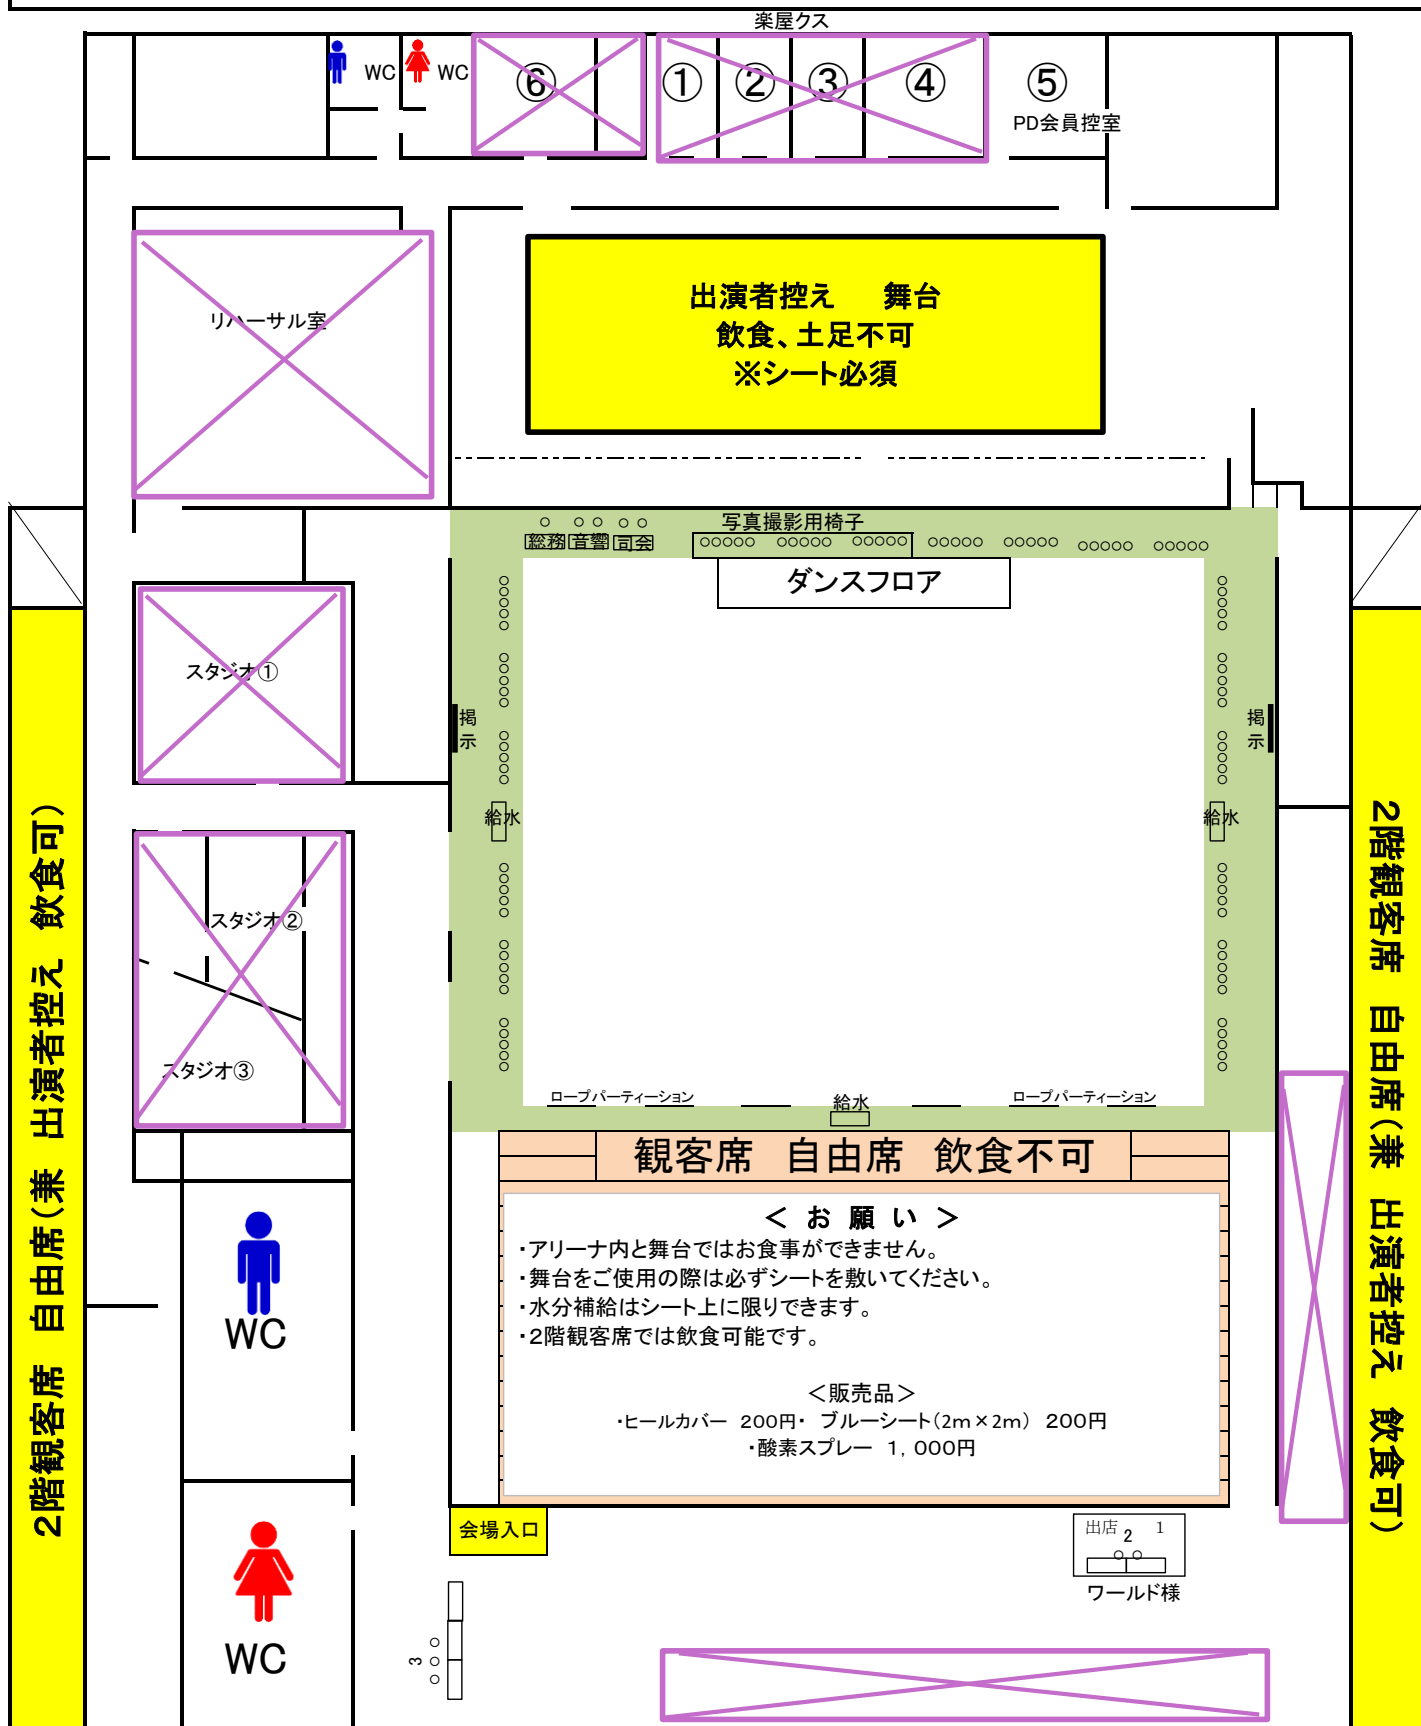 楽屋クス
WC
WC
⑥
①
②
③
④
⑤
PD会員控室
出演者控え　舞台
飲食、土足不可
※シート必須
リハーサル室
写真撮影用椅子
総務
音響
司会
ダンスフロア
スタジオ①
掲示
掲示
給水
給水
スタジオ②
スタジオ③
2階観客席　自由席(兼　出演者控え　飲食可)
2階観客席　自由席(兼　出演者控え　飲食可)
ロープパーティーション
給水
ロープパーティーション
観客席　自由席　飲食不可
＜ お 願 い ＞
・アリーナ内と舞台ではお食事ができません。
・舞台をご使用の際は必ずシートを敷いてください。
・水分補給はシート上に限りできます。
・2階観客席では飲食可能です。
＜販売品＞
・ヒールカバー　200円・　ブルーシート(2m×2m)　200円
・酸素スプレー　1，000円
WC
会場入口
出店 2 1
ワールド様
3
WC